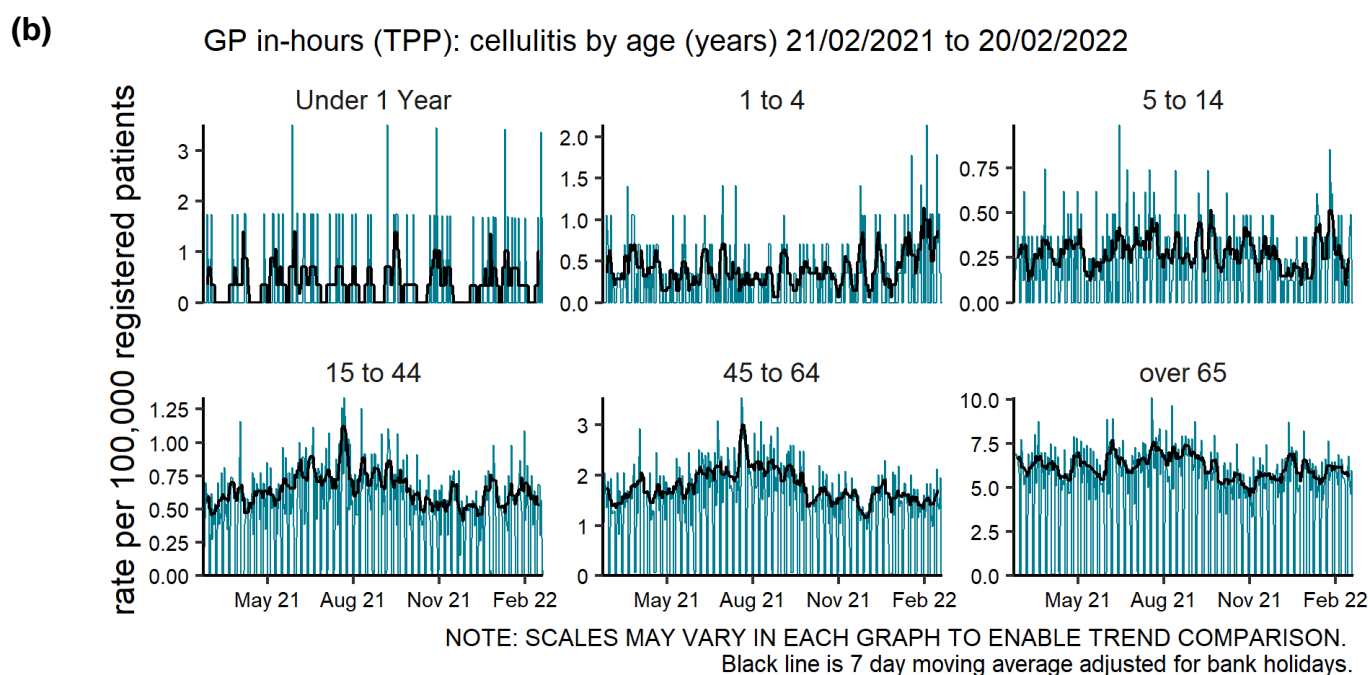 (b)
GP in-hours (TPP): cellulitis by age (years) 21/02/2021 to 20/02/2022
rate per 100,000 registered patients
Under 1 Year
3
2
1
0
1 to 4
2.0
1.5
1.0
0.5
0.0
5 to 14
0.75
0.50
0.25
0.00
15 to 44
1.25
1.00
0.75
0.50
0.25
0.00
May 21 Aug 21 Nov 21 Feb 22
45 to 64
3
2
1
0
May 21 Aug 21 Nov 21 Feb 22
over 65
10.0
7.5
5.0
2.5
0.0
May 21 Aug 21 Nov 21 Feb 22
NOTE: SCALES MAY VARY IN EACH GRAPH TO ENABLE TREND COMPARISON.
Black line is 7 day moving average adjusted for bank holidays.